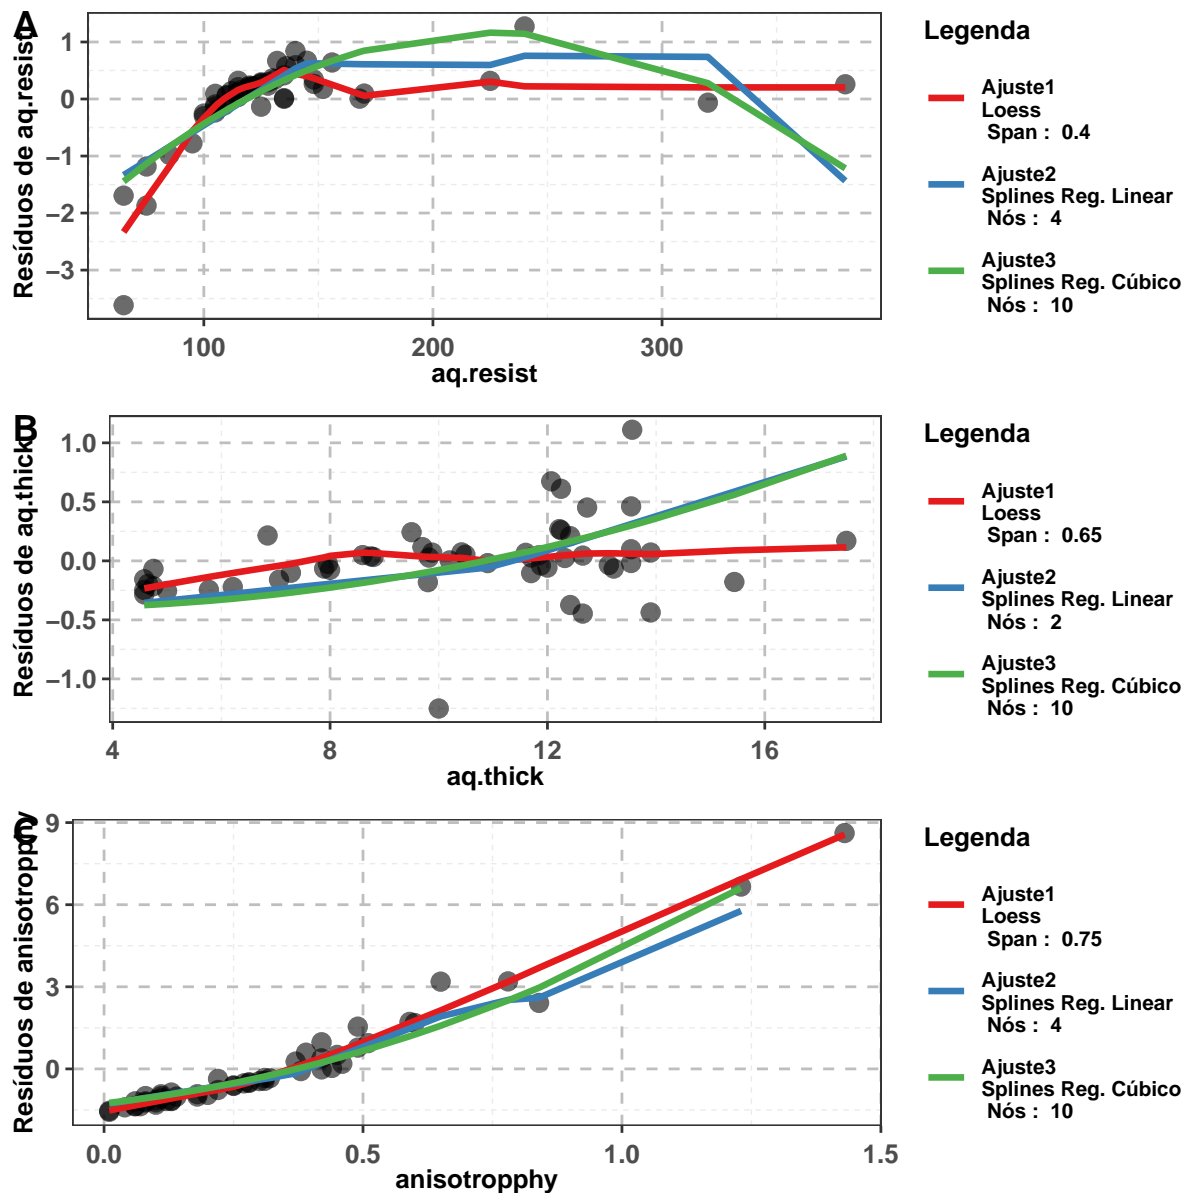 A
Resíduos de aq.resist
1
0
−1
−2
−3
100
200
300
aq.resist
Legenda
Ajuste1
Loess
Span : 0.4
Ajuste2
Splines Reg. Linear
Nós : 4
Ajuste3
Splines Reg. Cúbico
Nós : 10
B
Resíduos de aq.thick
1.0
0.5
0.0
−0.5
−1.0
4
8
12
16
aq.thick
Legenda
Ajuste1
Loess
Span : 0.65
Ajuste2
Splines Reg. Linear
Nós : 2
Ajuste3
Splines Reg. Cúbico
Nós : 10
C
Resíduos de anisotropphy
9
6
3
0
0.0
0.5
1.0
1.5
anisotropphy
Legenda
Ajuste1
Loess
Span : 0.75
Ajuste2
Splines Reg. Linear
Nós : 4
Ajuste3
Splines Reg. Cúbico
Nós : 10